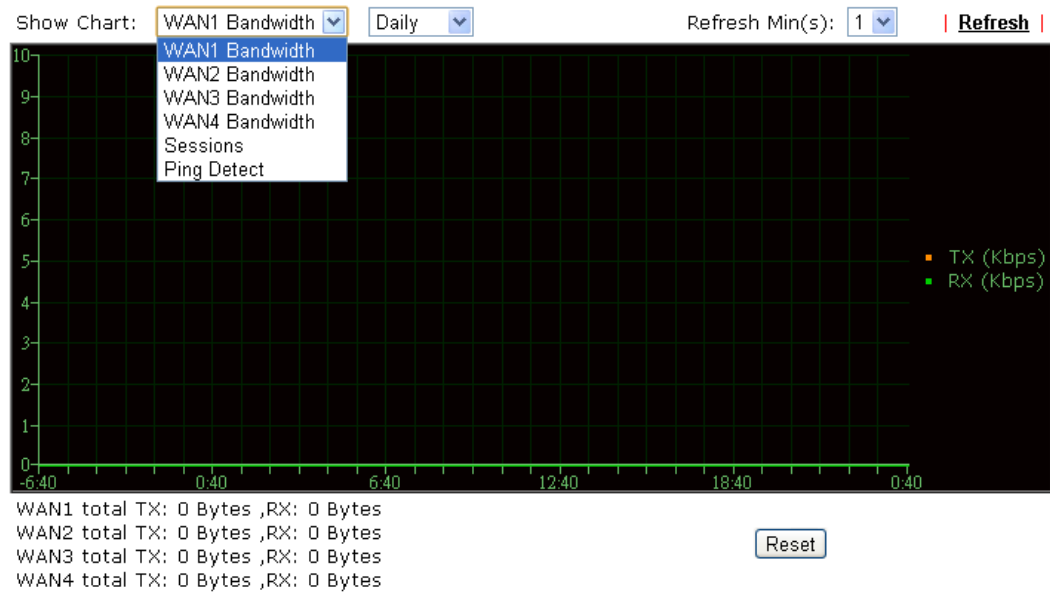 Show Chart: WAN1 Bandwidth Daily Refresh Min(s): 1 | Refresh |
WAN1 Bandwidth
WAN2 Bandwidth
WAN3 Bandwidth
WAN4 Bandwidth
Sessions
Ping Detect
10
9
8
7
6
5
4
3
2
1
0
-6:40 0:40 6:40 12:40 18:40 0:40
TX (Kbps)
RX (Kbps)
WAN1 total TX: 0 Bytes ,RX: 0 Bytes
WAN2 total TX: 0 Bytes ,RX: 0 Bytes
WAN3 total TX: 0 Bytes ,RX: 0 Bytes
WAN4 total TX: 0 Bytes ,RX: 0 Bytes
Reset